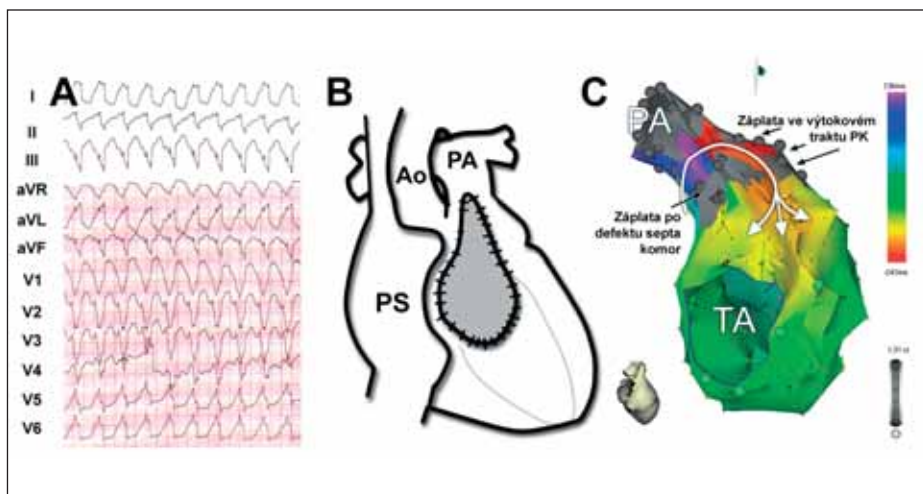 A
I
II
III
aVR
aVL
aVF
V1
V2
V3
V4
V5
V6
B
Ao
PA
PS
C
PA
Záplata ve výtokovém
traktu PK
Záplata po
defektu septa
komor
TA